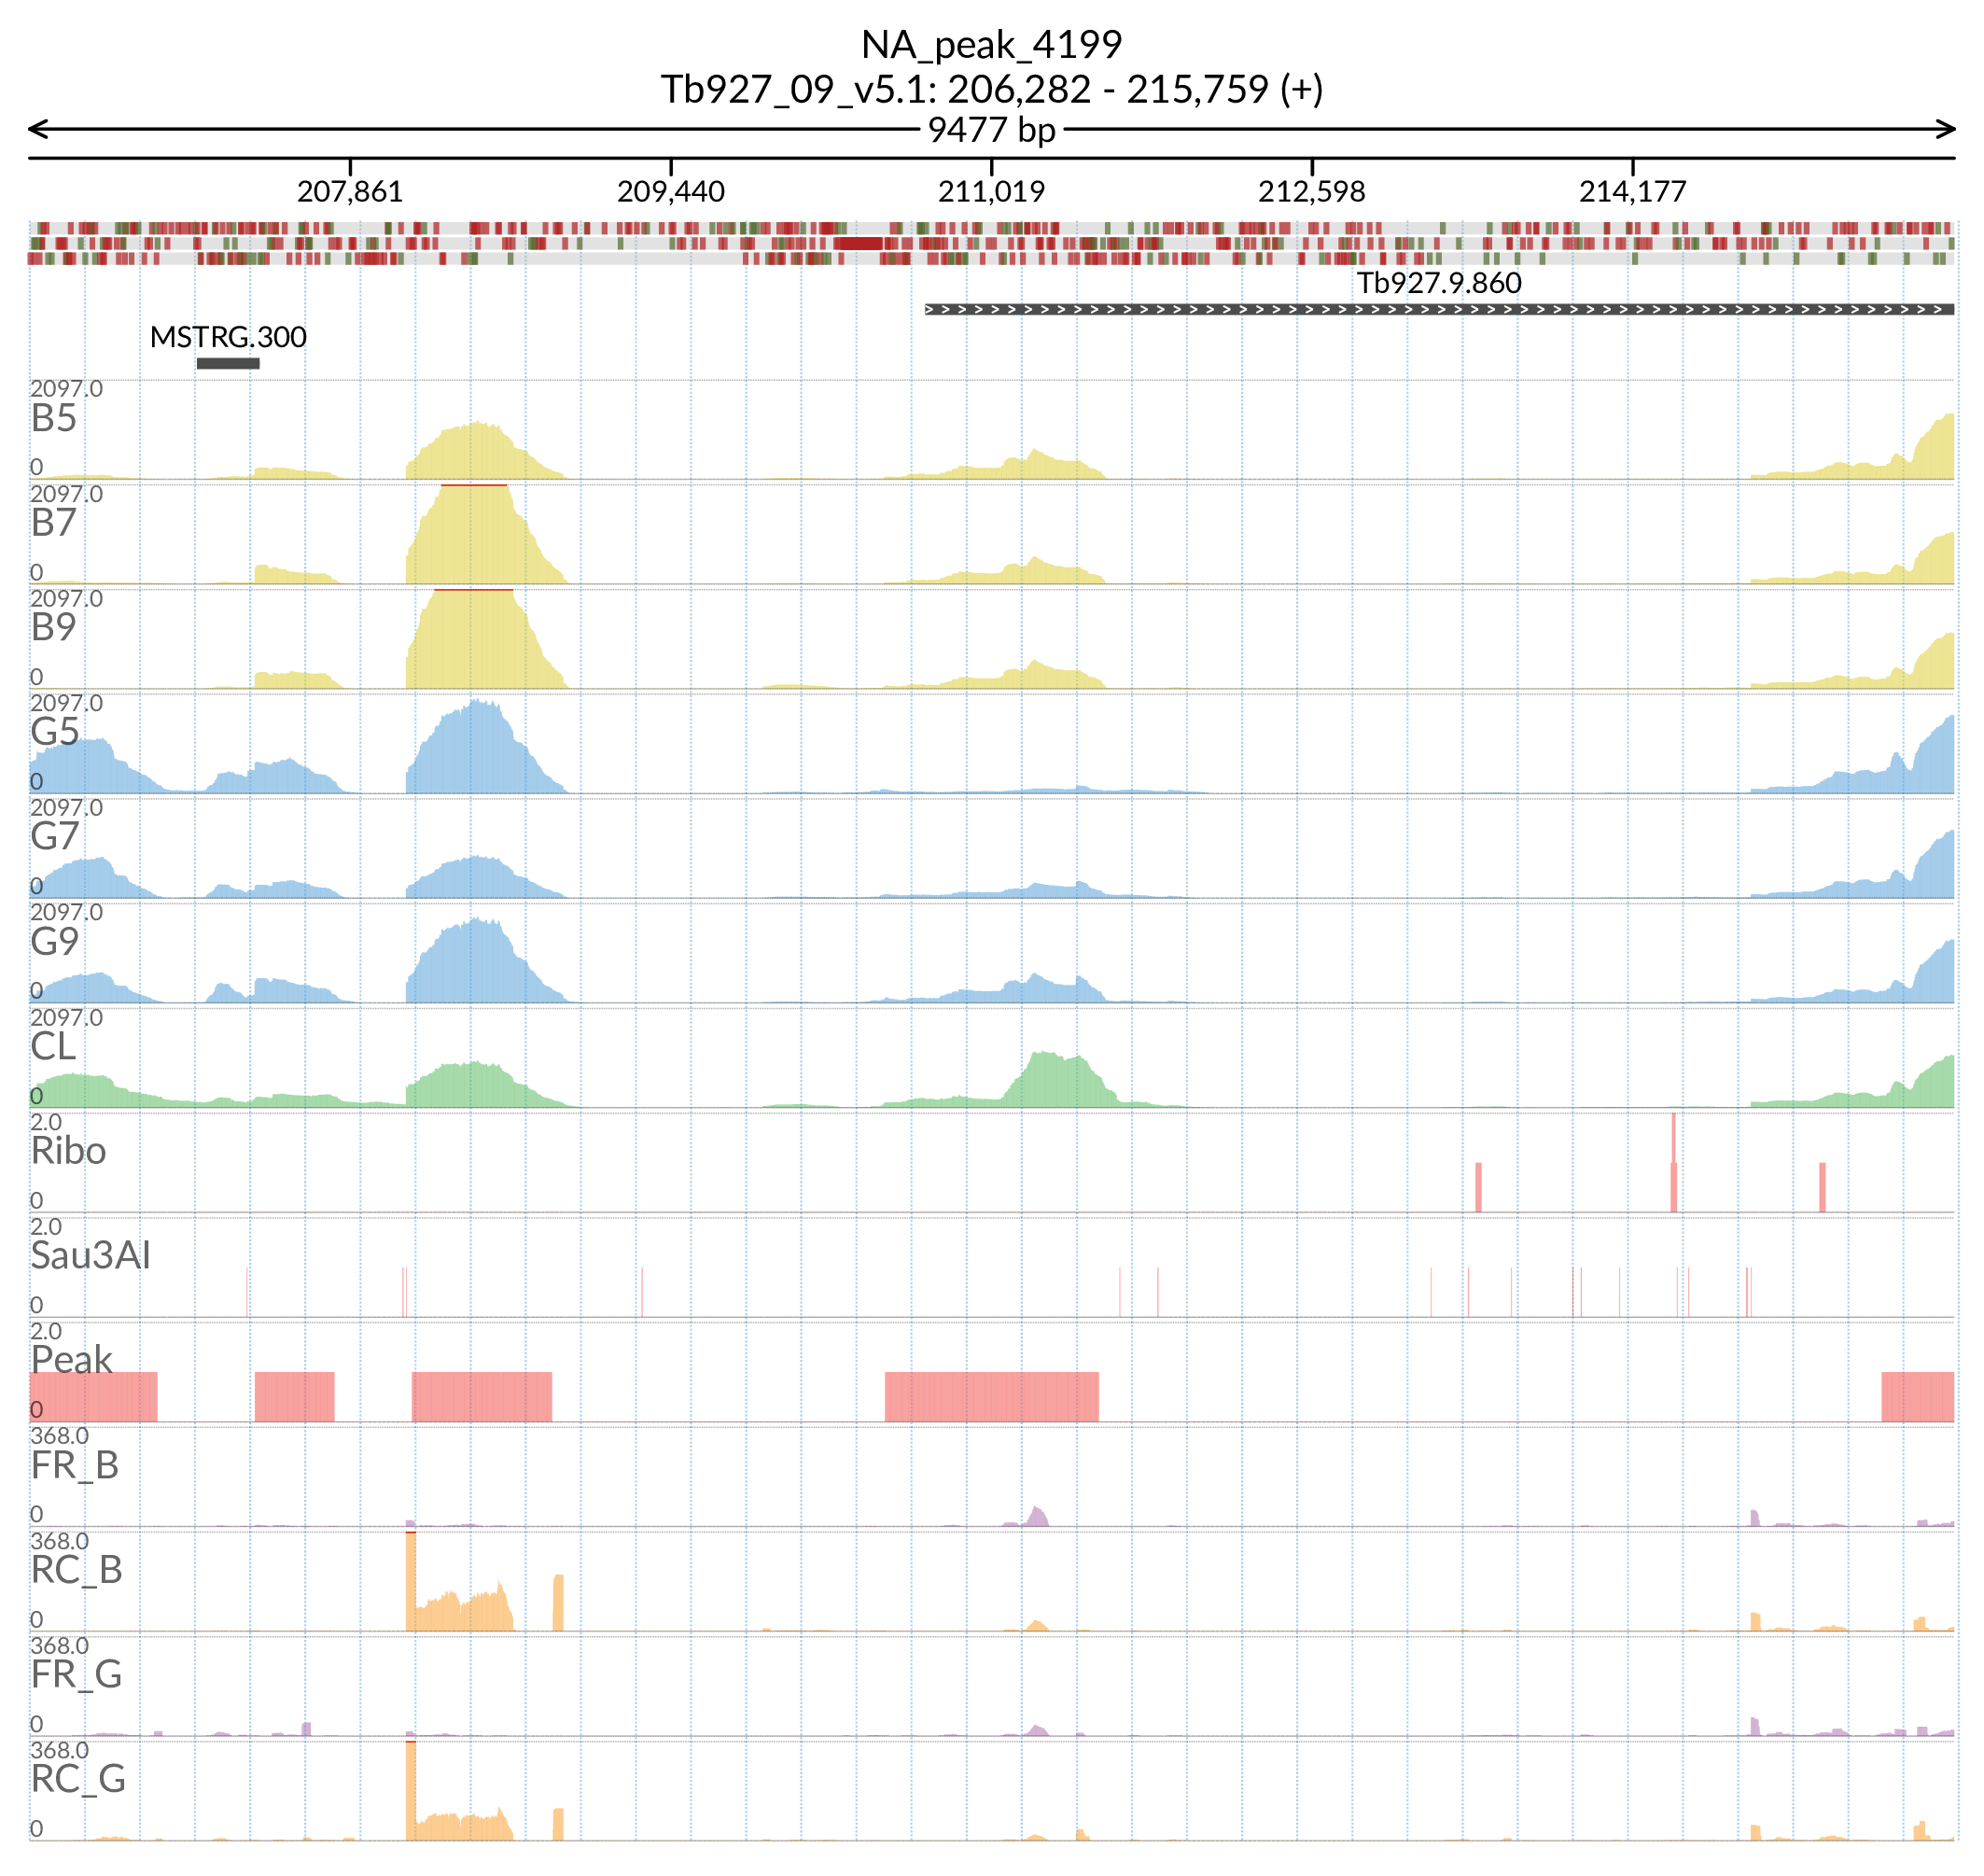 NA_peak_4199
Tb927_09_v5.1: 206,282 - 215,759 (+)
9477 bp
207,861 209,440 211,019 212,598 214,177
Tb927.9.860
MSTRG.300
2097.0
B5
0
2097.0
B7
0
2097.0
B9
0
2097.0
G5
0
2097.0
G7
0
2097.0
G9
0
2097.0
CL
0
2.0
Ribo
0
2.0
Sau3AI
0
2.0
Peak
0
368.0
FR_B
0
368.0
RC_B
0
368.0
FR_G
0
368.0
RC_G
0